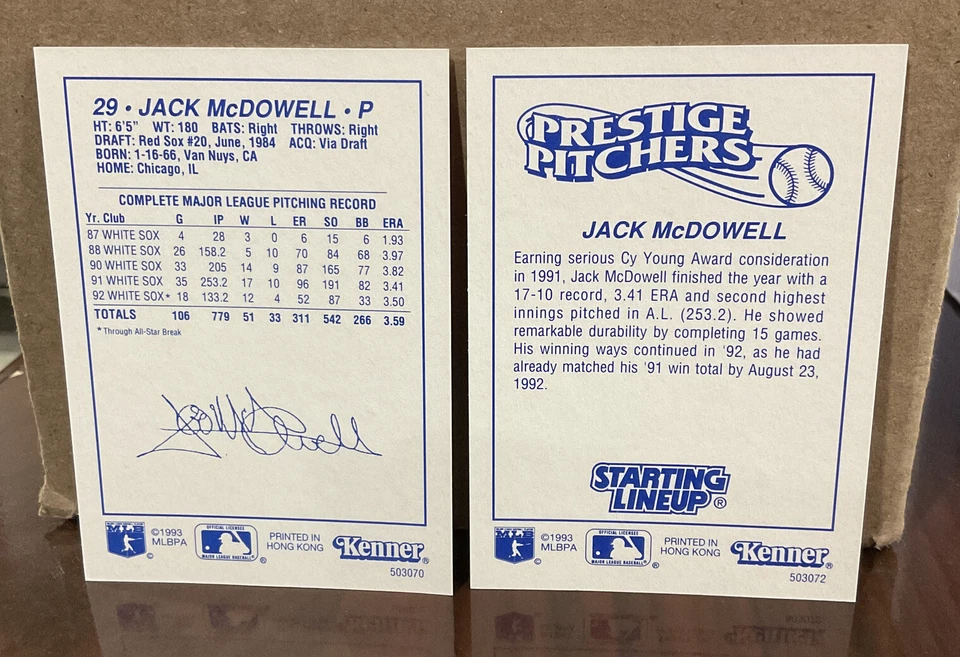 29 • JACK McDOWELL • P
HT: 6'5" WT: 180 BATS: Right THROWS: Right
DRAFT: Red Sox #20, June, 1984 ACQ: Via Draft
BORN: 1-16-66, Van Nuys, CA
HOME: Chicago, IL
COMPLETE MAJOR LEAGUE PITCHING RECORD
Yr. Club G IP W L ER SO BB ERA
87 WHITE SOX 4 28 3 0 6 15 6 1.93
88 WHITE SOX 26 158.2 5 10 70 84 68 3.97
90 WHITE SOX 33 205 14 9 87 165 77 3.82
91 WHITE SOX 35 253.2 17 10 96 191 82 3.41
92 WHITE SOX* 18 133.2 12 4 52 87 33 3.50
TOTALS 106 779 51 33 311 542 266 3.59
* Through All-Star Break
Jack McDowell
MLB
©
©1993
MLBPA
OFFICIAL LICENSEE
MAJOR LEAGUE BASEBALL
®
PRINTED IN
HONG KONG
Kenner®
503070
PRESTIGE
PITCHERS
JACK McDOWELL
Earning serious Cy Young Award consideration
in 1991, Jack McDowell finished the year with a
17-10 record, 3.41 ERA and second highest
innings pitched in A.L. (253.2). He showed
remarkable durability by completing 15 games.
His winning ways continued in '92, as he had
already matched his '91 win total by August 23,
1992.
STARTING
LINEUP®
MLB
©
©1993
MLBPA
OFFICIAL LICENSEE
MAJOR LEAGUE BASEBALL
®
PRINTED IN
HONG KONG
Kenner®
503072